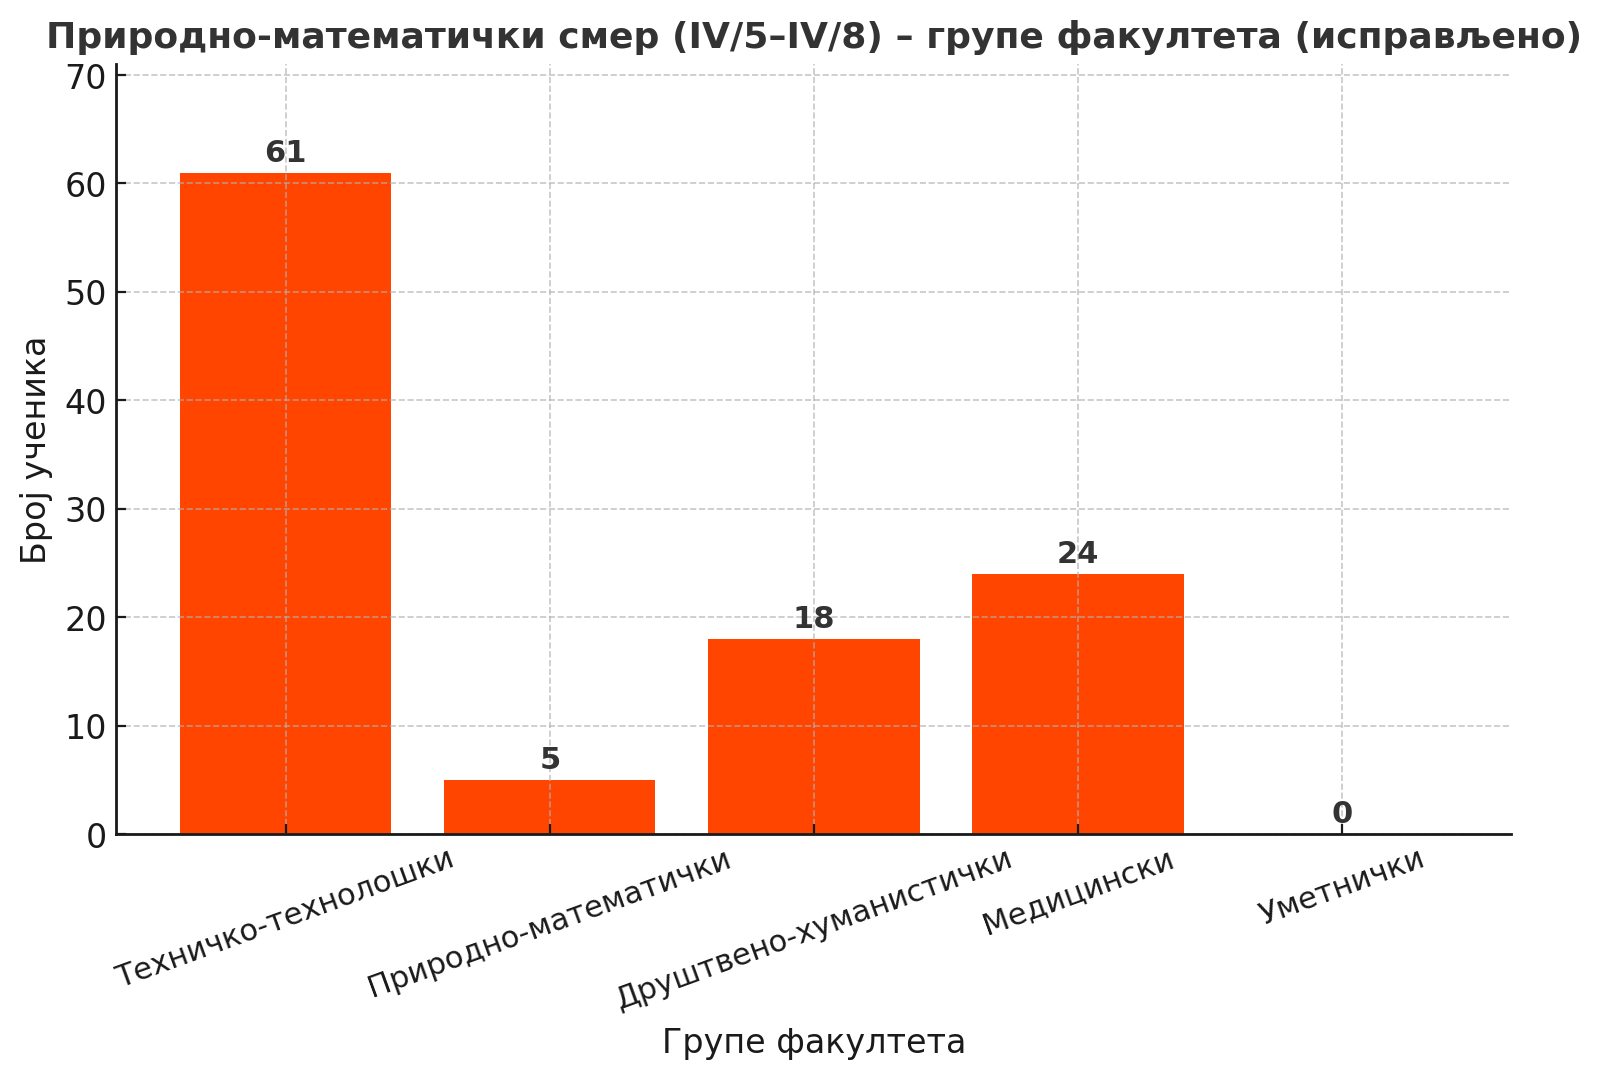 Природно-математички смер (IV/5–IV/8) – групе факултета (исправљено)
Број ученика
70
60
50
40
30
20
10
0
61
5
18
24
0
Техничко-технолошки
Природно-математички
Друштвено-хуманистички
Медицински
Уметнички
Групе факултета